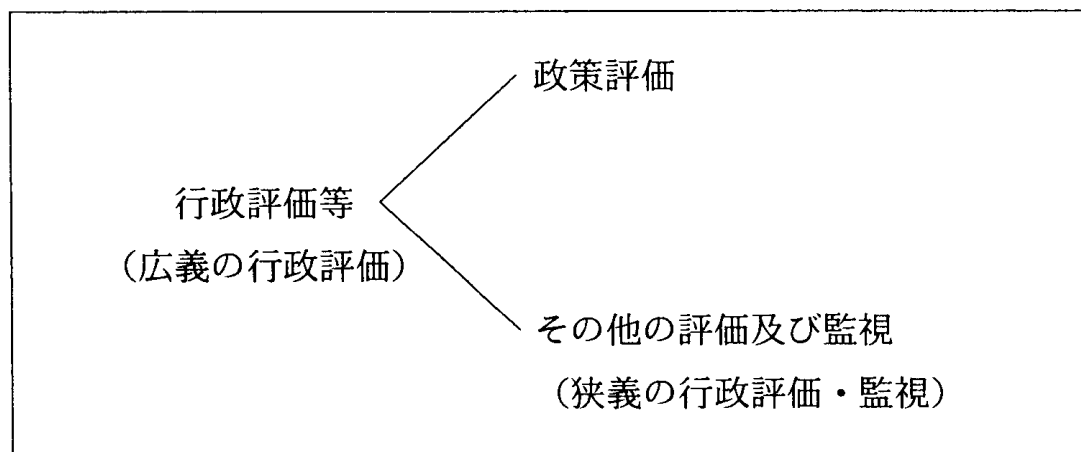 政策評価
行政評価等
（広義の行政評価）
その他の評価及び監視
（狭義の行政評価・監視）